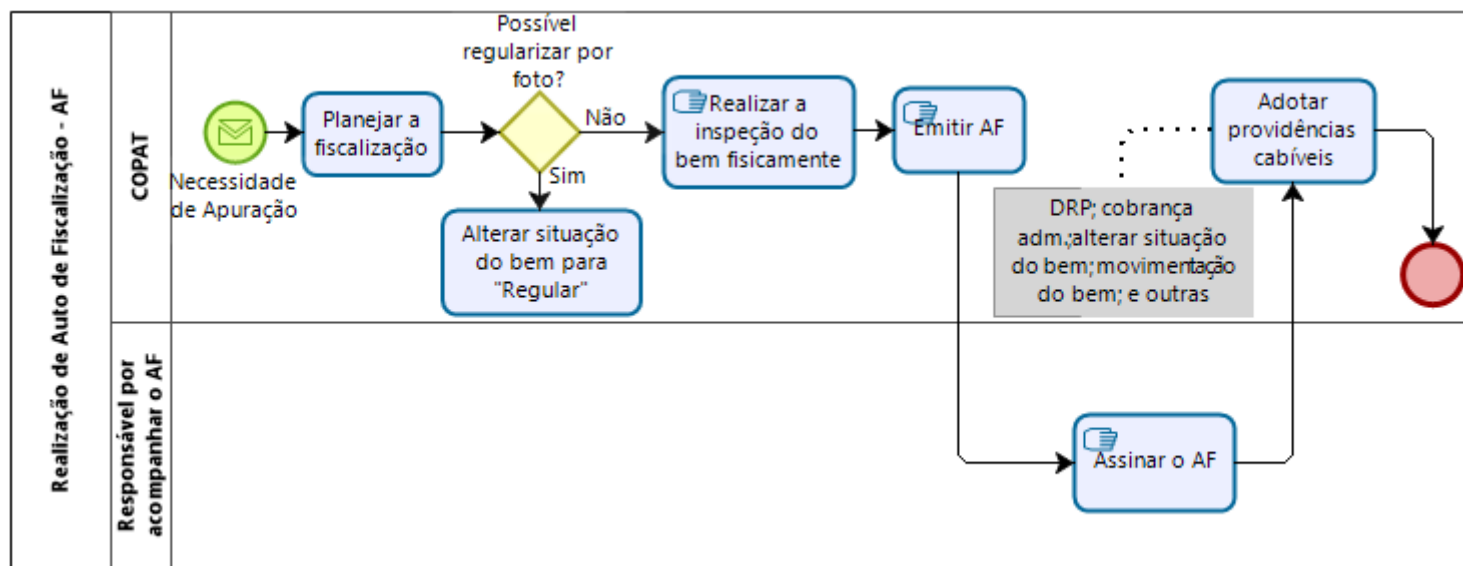 Realização de Auto de Fiscalização - AF
COPAT
Necessidade
de Apuração
Planejar a
fiscalização
Possível
regularizar por
foto?
Não
Sim
Alterar situação
do bem para
"Regular"
Realizar a
inspeção do
bem fisicamente
Emitir AF
Adotar
providências
cabíveis
DRP; cobrança
adm.;alterar situação
do bem; movimentação
do bem; e outras
Responsável por
acompanhar o AF
Assinar o AF